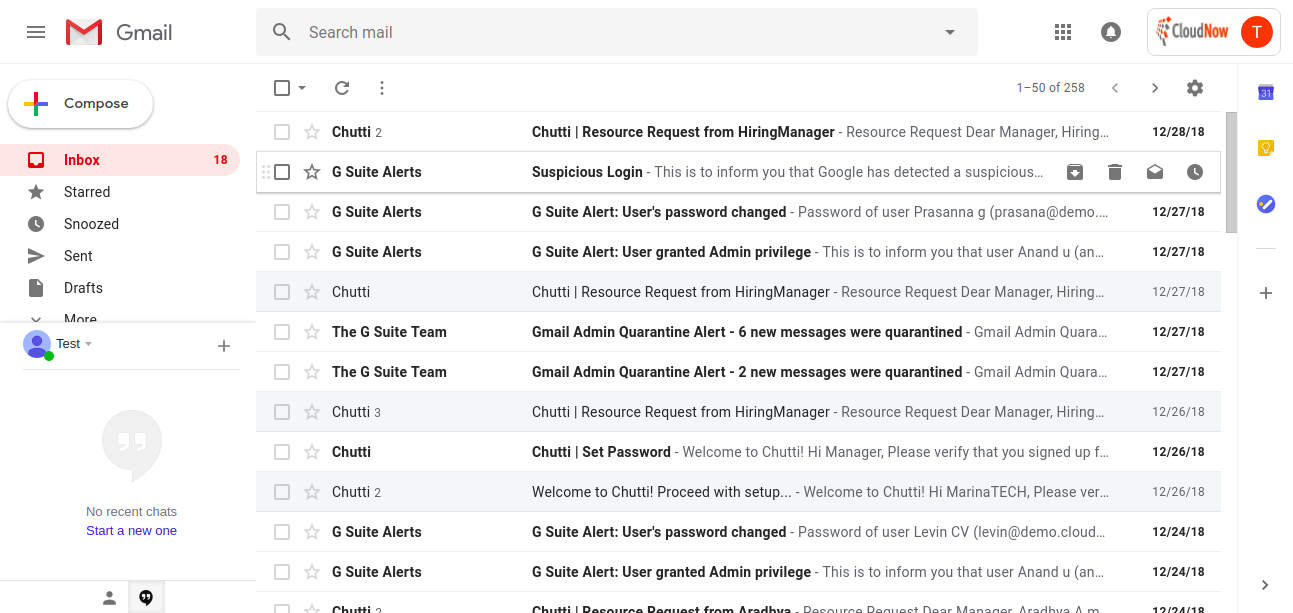 Gmail
Search mail
CloudNow
T
Compose
1–50 of 258
31
Inbox 18
Starred
Snoozed
Sent
Drafts
More
Test
No recent chats
Start a new one
Chutti 2 Chutti | Resource Request from HiringManager - Resource Request Dear Manager, Hiring… 12/28/18
G Suite Alerts Suspicious Login - This is to inform you that Google has detected a suspicious…
G Suite Alerts G Suite Alert: User's password changed - Password of user Prasanna g (prasana@demo.… 12/27/18
G Suite Alerts G Suite Alert: User granted Admin privilege - This is to inform you that user Anand u (an… 12/27/18
Chutti Chutti | Resource Request from HiringManager - Resource Request Dear Manager, Hiring… 12/27/18
The G Suite Team Gmail Admin Quarantine Alert - 6 new messages were quarantined - Gmail Admin Quara… 12/27/18
The G Suite Team Gmail Admin Quarantine Alert - 2 new messages were quarantined - Gmail Admin Quara… 12/27/18
Chutti 3 Chutti | Resource Request from HiringManager - Resource Request Dear Manager, Hiring… 12/26/18
Chutti Chutti | Set Password - Welcome to Chutti! Hi Manager, Please verify that you signed up f… 12/26/18
Chutti 2 Welcome to Chutti! Proceed with setup... - Welcome to Chutti! Hi MarinaTECH, Please ver… 12/26/18
G Suite Alerts G Suite Alert: User's password changed - Password of user Levin CV (levin@demo.cloud… 12/24/18
G Suite Alerts G Suite Alert: User granted Admin privilege - This is to inform you that user Anand u (an… 12/24/18
Chutti 2 Chutti | Resource Request from Aradhya - Resource Request Dear Manager, Aradhya A m… 12/24/18